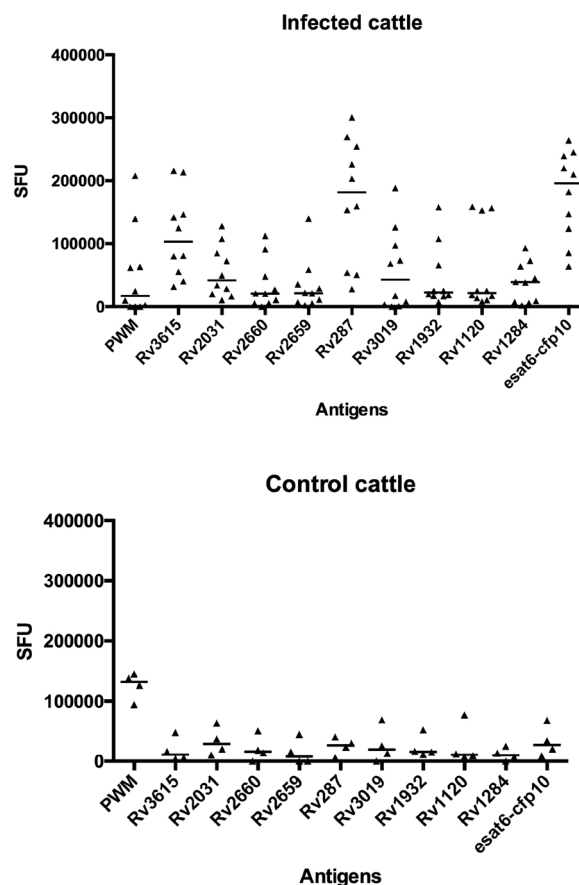 Infected cattle
400000
300000
200000
100000
0
SFU
PWM
Rv3615
Rv2031
Rv2660
Rv2659
Rv287
Rv3019
Rv1932
Rv1120
Rv1284
esat6-cfp10
Antigens
Control cattle
400000
300000
200000
100000
0
SFU
PWM
Rv3615
Rv2031
Rv2660
Rv2659
Rv287
Rv3019
Rv1932
Rv1120
Rv1284
esat6-cfp10
Antigens